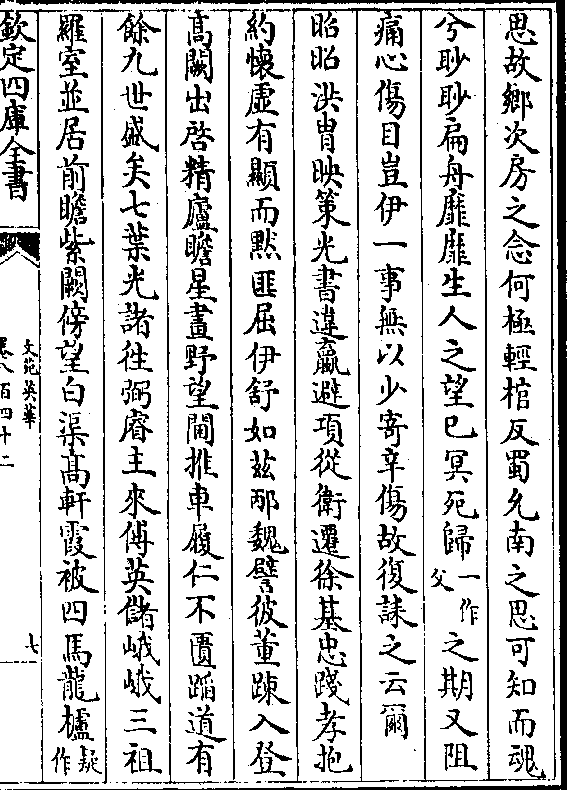 思故鄉次房之念何極輕棺反蜀允南之思可知而魂
兮眇眇扁舟靡靡生人之望已冥死歸一作父之期又阻
痛心傷目豈伊一事無以少寄辛傷故復誄之云爾
昭昭洪胄映策光書違嬴避項從衛遷徐基忠踐孝抱
約懷虛有顯而黙匪屈伊舒如兹邴魏譬彼董踈入登
髙闕出啓精廬瞻星畫野望閫推車履仁不匱蹈道有
餘九世盛矣七葉光諸徃弼睿主來傅英儲峨峨三祖
羅室並居前瞻紫闕傍望白渠髙軒霞被四馬龍櫨疑作
欽定四庫全書
文苑英華
卷八百四十二
七